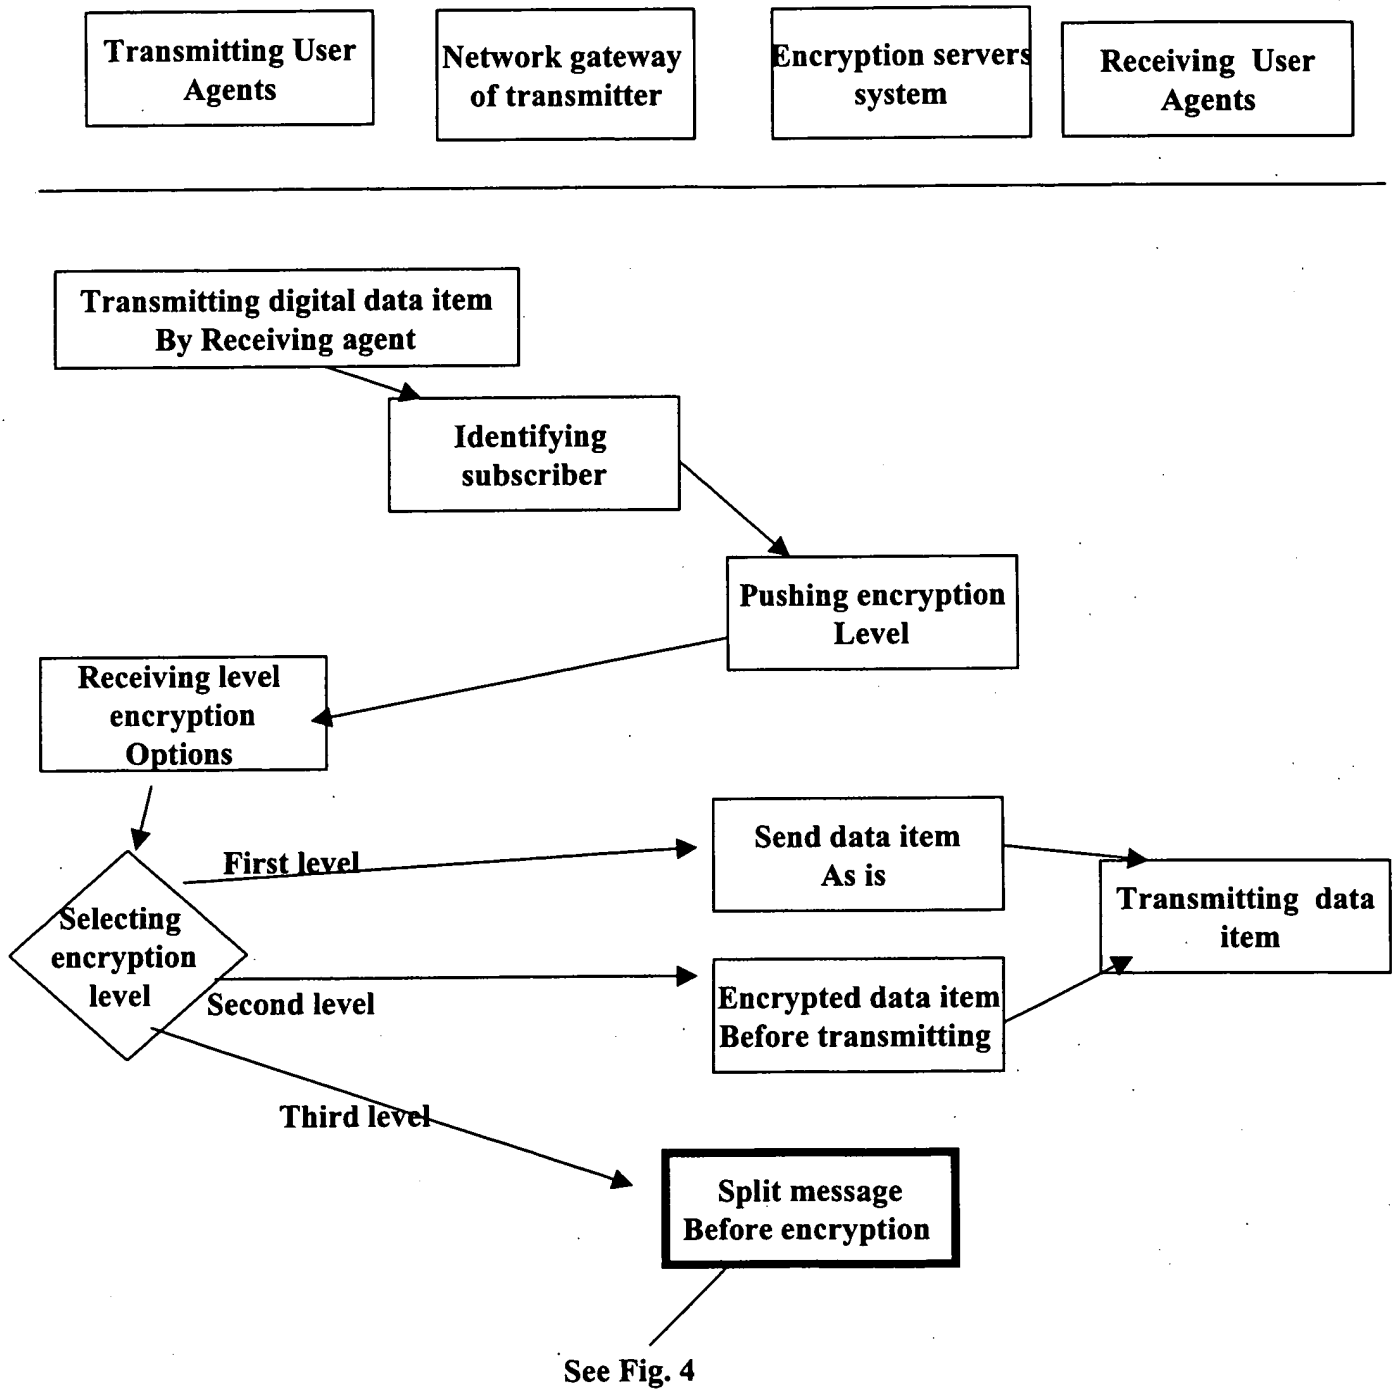 Transmitting User
Agents
Network gateway
of transmitter
Encryption servers
system
Receiving User
Agents
Transmitting digital data item
By Receiving agent
Identifying
subscriber
Pushing encryption
Level
Receiving level
encryption
Options
First level
Send data item
As is
Selecting
encryption
level
Transmitting data
item
Second level
Encrypted data item
Before transmitting
Third level
Split message
Before encryption
See Fig. 4